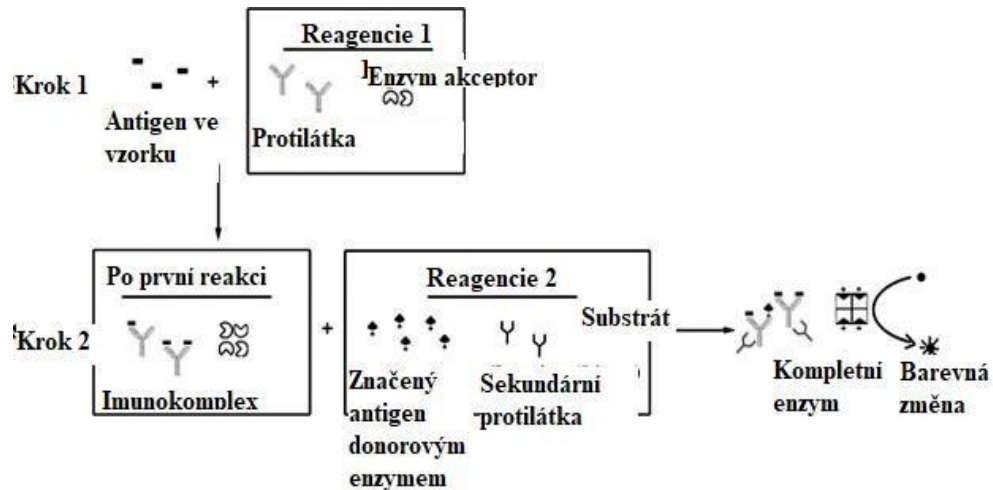 Reagencie 1
Krok 1
Antigen ve
vzorku
+
Enzym akceptor
Protilátka
Po první reakci
Krok 2
Imunokomplex
+
Reagencie 2
Značený
antigen
donorovým
enzymem
Sekundární
protilátka
Substrát
Kompletní
enzym
Barevná
změna